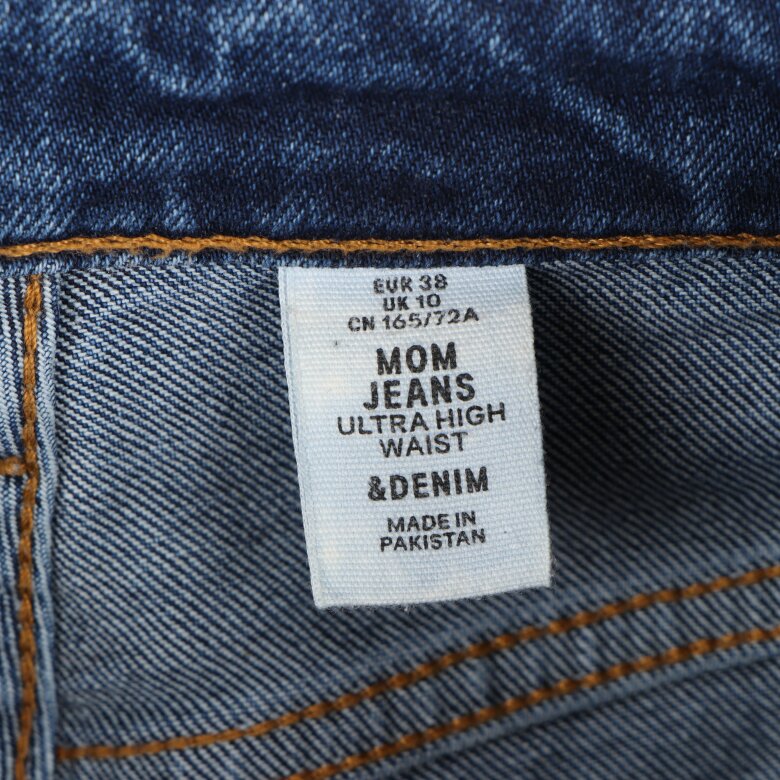 EUR 38
UK 10
CN 165/72A
MOM
JEANS
ULTRA HIGH
WAIST
&DENIM
MADE IN
PAKISTAN